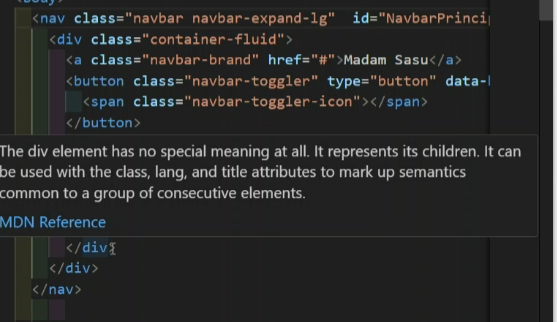 <body>
<nav class="navbar navbar-expand-lg" id="NavbarPrinci
<div class="container-fluid">
<a class="navbar-brand" href="#">Madam Sasu</a>
<button class="navbar-toggler" type="button" data-
<span class="navbar-toggler-icon"></span>
</button>
The div element has no special meaning at all. It represents its children. It can
be used with the class, lang, and title attributes to mark up semantics
common to a group of consecutive elements.
MDN Reference
</div>
</div>
</nav>